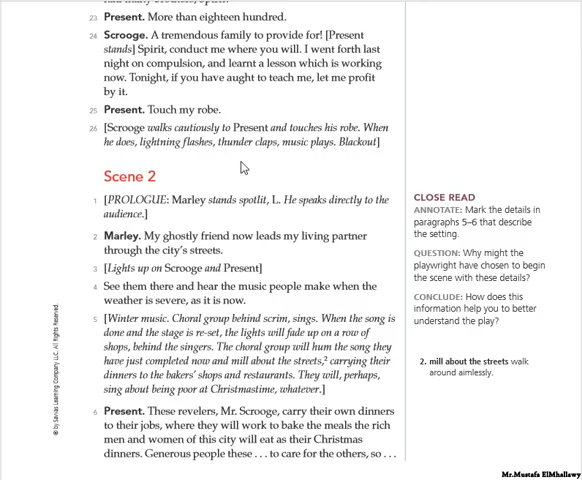 23 Present. More than eighteen hundred.
24 Scrooge. A tremendous family to provide for! [Present
stands] Spirit, conduct me where you will. I went forth last
night on compulsion, and learnt a lesson which is working
now. Tonight, if you have aught to teach me, let me profit
by it.
25 Present. Touch my robe.
26 [Scrooge walks cautiously to Present and touches his robe. When
he does, lightning flashes, thunder claps, music plays. Blackout]
Scene 2
1 [PROLOGUE: Marley stands spotlit, L. He speaks directly to the
audience.]
2 Marley. My ghostly friend now leads my living partner
through the city's streets.
3 [Lights up on Scrooge and Present]
4 See them there and hear the music people make when the
weather is severe, as it is now.
5 [Winter music. Choral group behind scrim, sings. When the song is
done and the stage is re-set, the lights will fade up on a row of
shops, behind the singers. The choral group will hum the song they
have just completed now and mill about the streets,² carrying their
dinners to the bakers' shops and restaurants. They will, perhaps,
sing about being poor at Christmastime, whatever.]
6 Present. These revelers, Mr. Scrooge, carry their own dinners
to their jobs, where they will work to bake the meals the rich
men and women of this city will eat as their Christmas
dinners. Generous people these . . . to care for the others, so . . .
CLOSE READ
ANNOTATE: Mark the details in
paragraphs 5–6 that describe
the setting.
QUESTION: Why might the
playwright have chosen to begin
the scene with these details?
CONCLUDE: How does this
information help you to better
understand the play?
2. mill about the streets walk
around aimlessly.
© by Savvas Learning Company LLC. All Rights Reserved.
Mr.Mustafa ElMhallawy